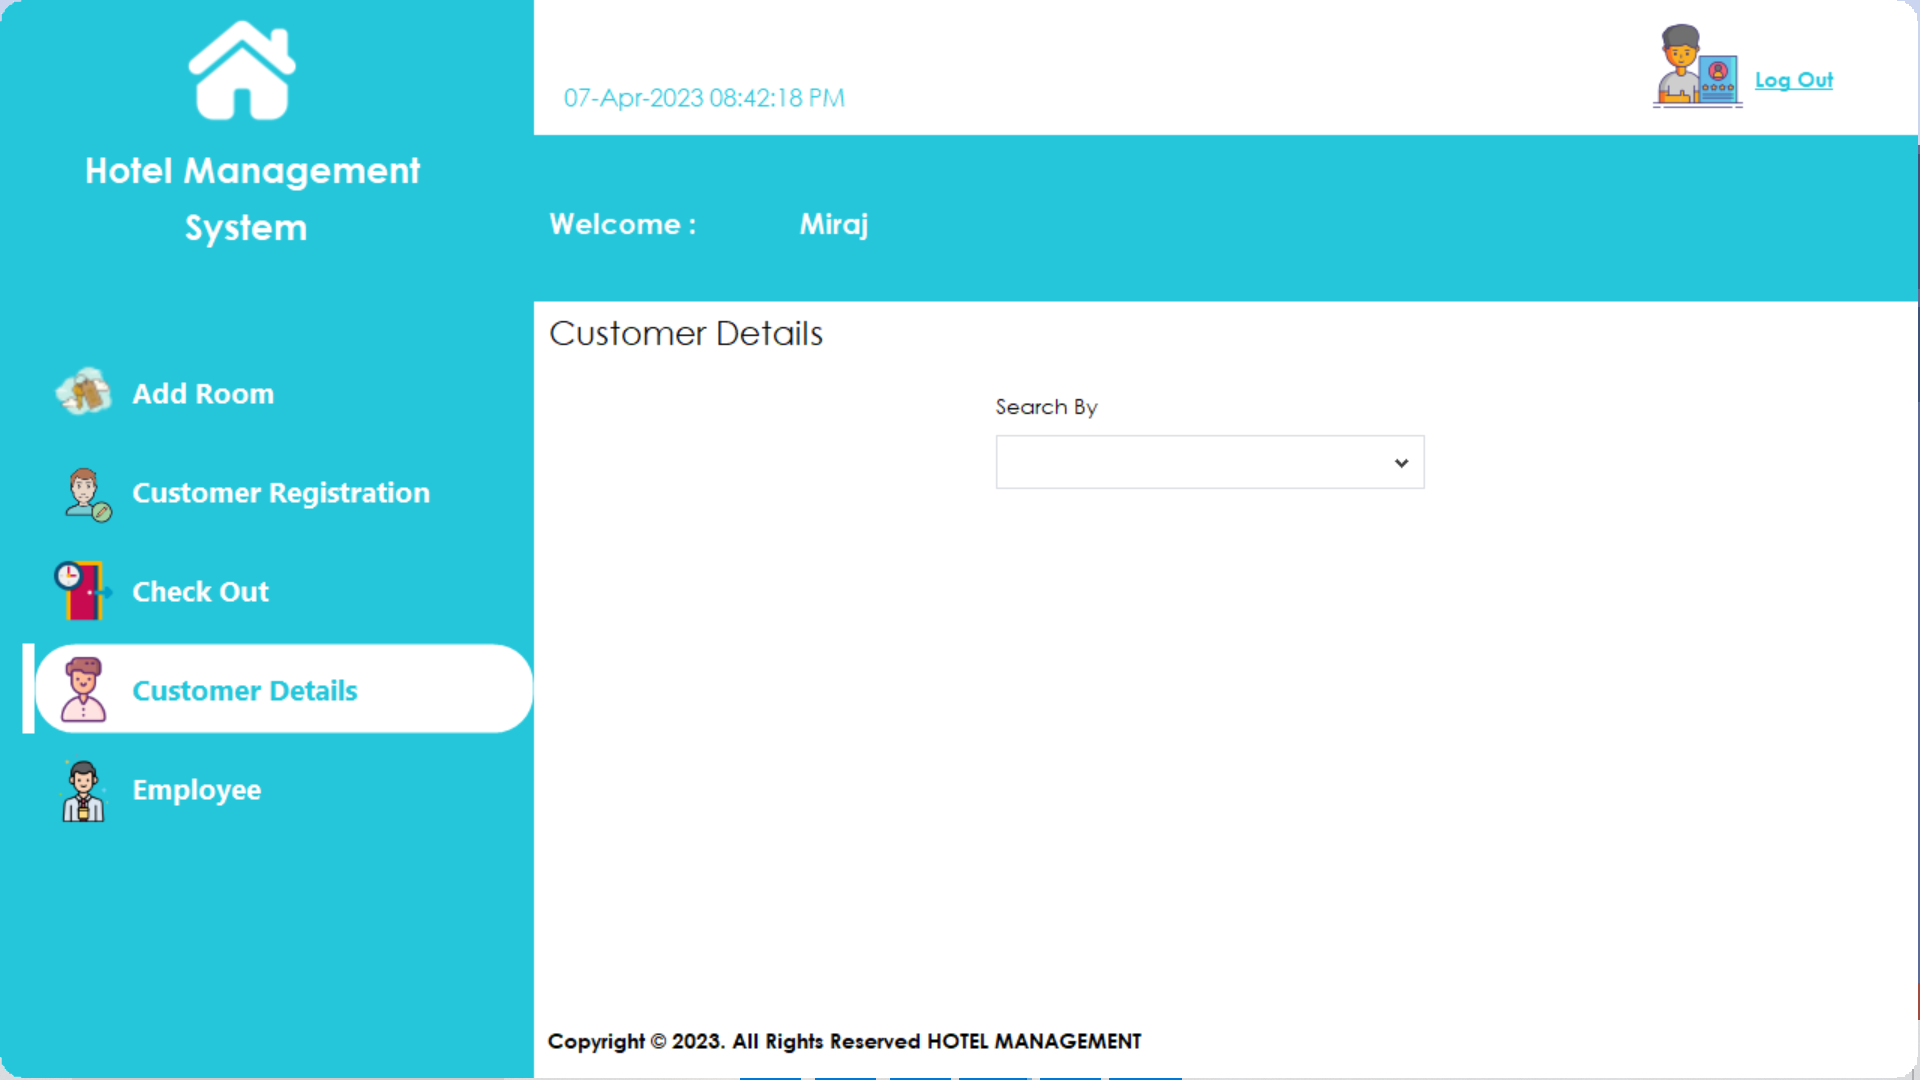 Hotel Management
System
Add Room
Customer Registration
Check Out
Customer Details
Employee
07-Apr-2023 08:42:18 PM
Log Out
Welcome : Miraj
Customer Details
Search By
Copyright © 2023. All Rights Reserved HOTEL MANAGEMENT